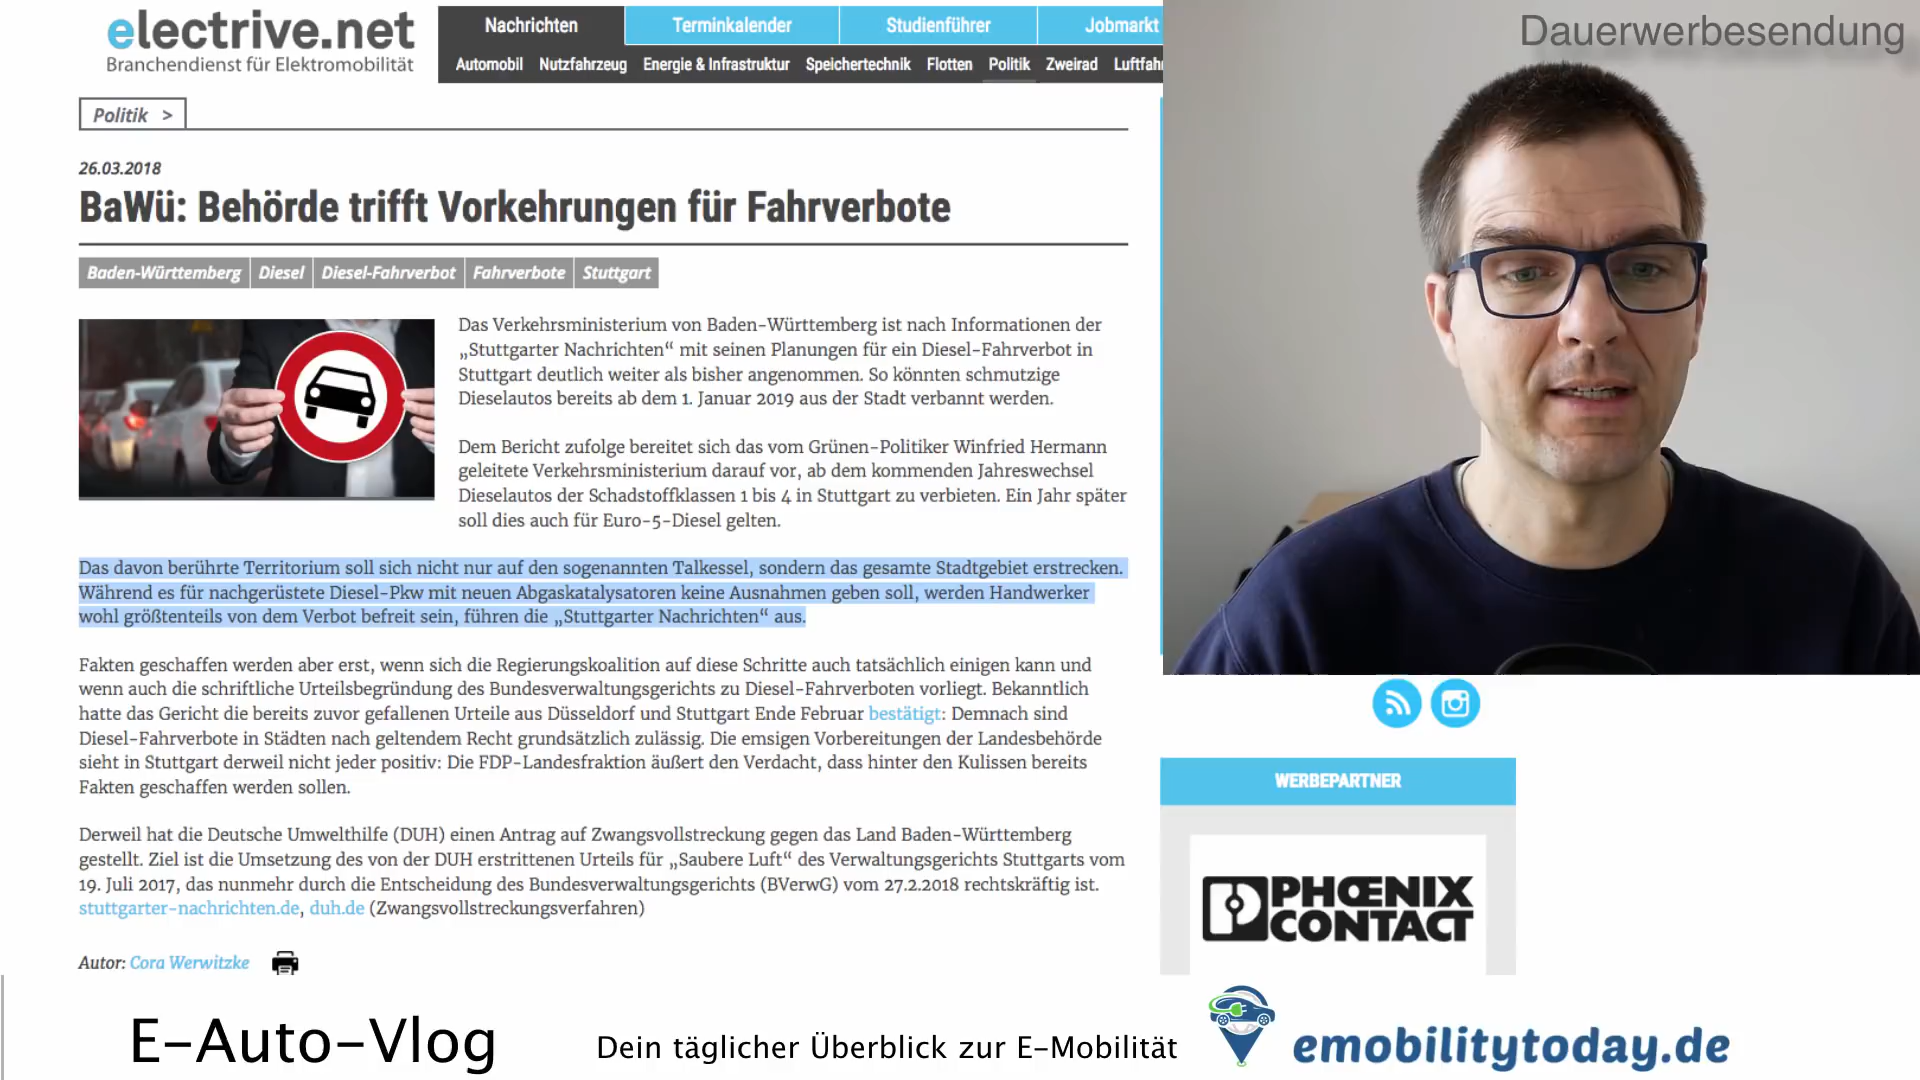 electrive.net
Branchendienst für Elektromobilität
Nachrichten
Terminkalender
Studienführer
Jobmarkt
Automobil
Nutzfahrzeug
Energie & Infrastruktur
Speichertechnik
Flotten
Politik
Zweirad
Dauerwerbesendung
Politik >
26.03.2018
BaWü: Behörde trifft Vorkehrungen für Fahrverbote
Baden-Württemberg
Diesel
Diesel-Fahrverbot
Fahrverbote
Stuttgart
Das Verkehrsministerium von Baden-Württemberg ist nach Informationen der
„Stuttgarter Nachrichten“ mit seinen Planungen für ein Diesel-Fahrverbot in
Stuttgart deutlich weiter als bisher angenommen. So könnten schmutzige
Dieselautos bereits ab dem 1. Januar 2019 aus der Stadt verbannt werden.
Dem Bericht zufolge bereitet sich das vom Grünen-Politiker Winfried Hermann
geleitete Verkehrsministerium darauf vor, ab dem kommenden Jahreswechsel
Dieselautos der Schadstoffklassen 1 bis 4 in Stuttgart zu verbieten. Ein Jahr später
soll dies auch für Euro-5-Diesel gelten.
Das davon berührte Territorium soll sich nicht nur auf den sogenannten Talkessel, sondern das gesamte Stadtgebiet erstrecken.
Während es für nachgerüstete Diesel-Pkw mit neuen Abgaskatalysatoren keine Ausnahmen geben soll, werden Handwerker
wohl größtenteils von dem Verbot befreit sein, führen die „Stuttgarter Nachrichten“ aus.
Fakten geschaffen werden aber erst, wenn sich die Regierungskoalition auf diese Schritte auch tatsächlich einigen kann und
wenn auch die schriftliche Urteilsbegründung des Bundesverwaltungsgerichts zu Diesel-Fahrverboten vorliegt. Bekanntlich
hatte das Gericht die bereits zuvor gefallenen Urteile aus Düsseldorf und Stuttgart Ende Februar bestätigt: Demnach sind
Diesel-Fahrverbote in Städten nach geltendem Recht grundsätzlich zulässig. Die emsigen Vorbereitungen der Landesbehörde
sieht in Stuttgart derweil nicht jeder positiv: Die FDP-Landesfraktion äußert den Verdacht, dass hinter den Kulissen bereits
Fakten geschaffen werden sollen.
Derweil hat die Deutsche Umwelthilfe (DUH) einen Antrag auf Zwangsvollstreckung gegen das Land Baden-Württemberg
gestellt. Ziel ist die Umsetzung des von der DUH erstrittenen Urteils für „Saubere Luft“ des Verwaltungsgerichts Stuttgarts vom
19. Juli 2017, das nunmehr durch die Entscheidung des Bundesverwaltungsgerichts (BVerwG) vom 27.2.2018 rechtskräftig ist.
stuttgarter-nachrichten.de, duh.de (Zwangsvollstreckungsverfahren)
Autor: Cora Werwitzke
WERBEPARTNER
PHŒNIX
CONTACT
E-Auto-Vlog
Dein täglicher Überblick zur E-Mobilität
emobilitytoday.de